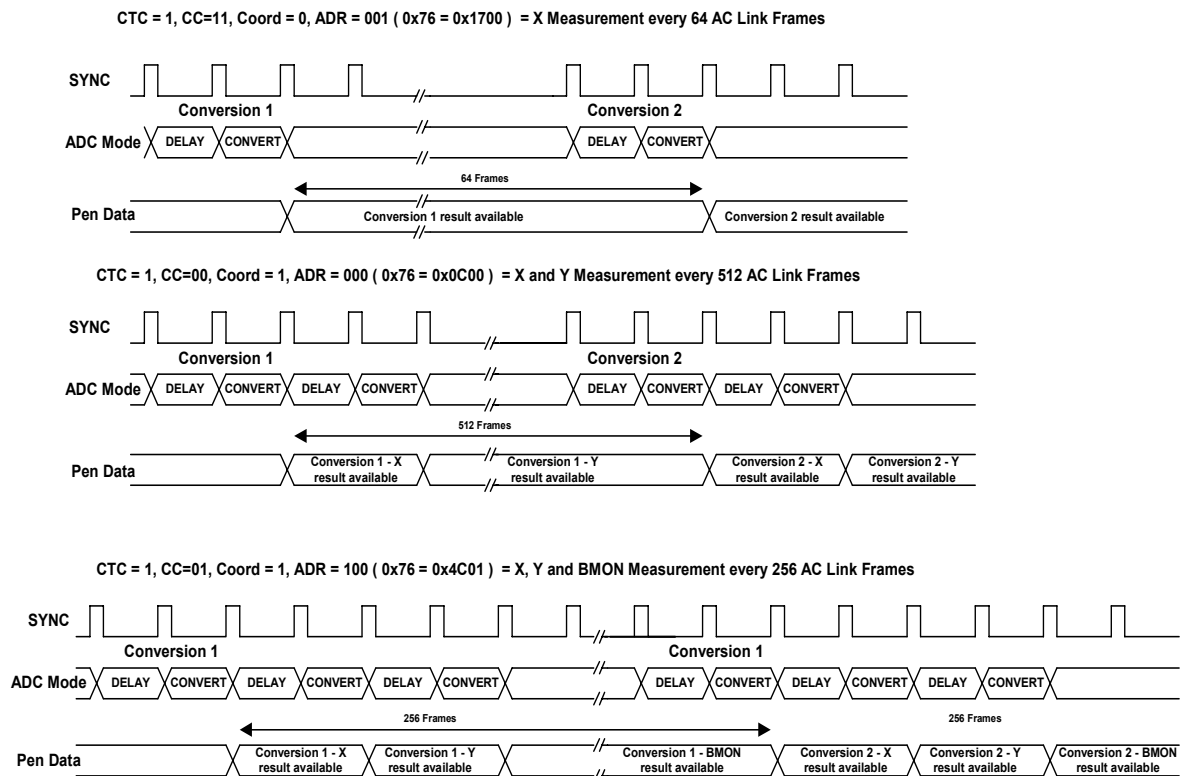 CTC = 1, CC=11, Coord = 0, ADR = 001 ( 0x76 = 0x1700 ) = X Measurement every 64 AC Link Frames
SYNC
Conversion 1
Conversion 2
ADC Mode
DELAY
CONVERT
DELAY
CONVERT
64 Frames
Pen Data
Conversion 1 result available
Conversion 2 result available
CTC = 1, CC=00, Coord = 1, ADR = 000 ( 0x76 = 0x0C00 ) = X and Y Measurement every 512 AC Link Frames
SYNC
Conversion 1
Conversion 2
ADC Mode
DELAY
CONVERT
DELAY
CONVERT
DELAY
CONVERT
DELAY
CONVERT
512 Frames
Pen Data
Conversion 1 - X
result available
Conversion 1 - Y
result available
Conversion 2 - X
result available
Conversion 2 - Y
result available
CTC = 1, CC=01, Coord = 1, ADR = 100 ( 0x76 = 0x4C01 ) = X, Y and BMON Measurement every 256 AC Link Frames
SYNC
Conversion 1
Conversion 1
ADC Mode
DELAY
CONVERT
DELAY
CONVERT
DELAY
CONVERT
DELAY
CONVERT
DELAY
CONVERT
DELAY
CONVERT
256 Frames
256 Frames
Pen Data
Conversion 1 - X
result available
Conversion 1 - Y
result available
Conversion 1 - BMON
result available
Conversion 2 - X
result available
Conversion 2 - Y
result available
Conversion 2 - BMON
result available